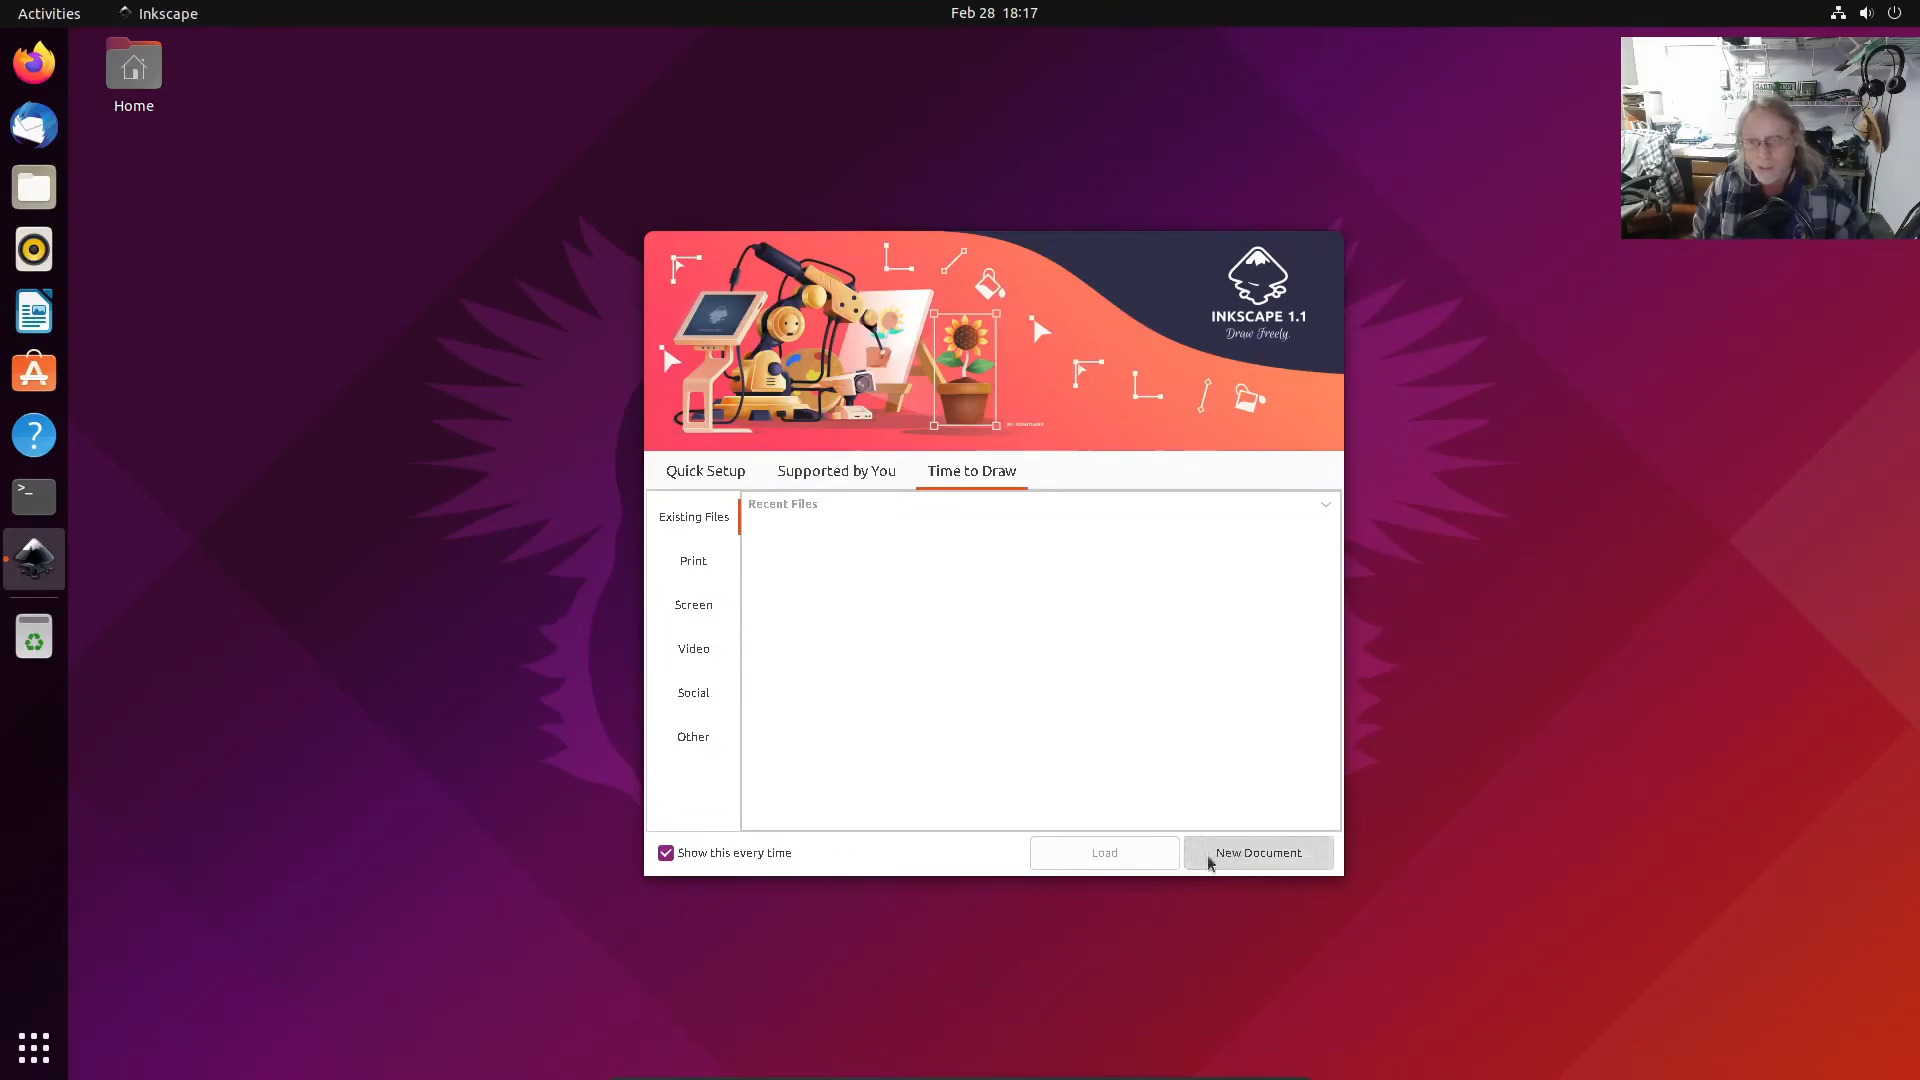 Activities
Inkscape
Feb 28 18:17
Home
INKSCAPE 1.1
Draw Freely.
Quick Setup
Supported by You
Time to Draw
Existing Files
Recent Files
Print
Screen
Video
Social
Other
Show this every time
Load
New Document